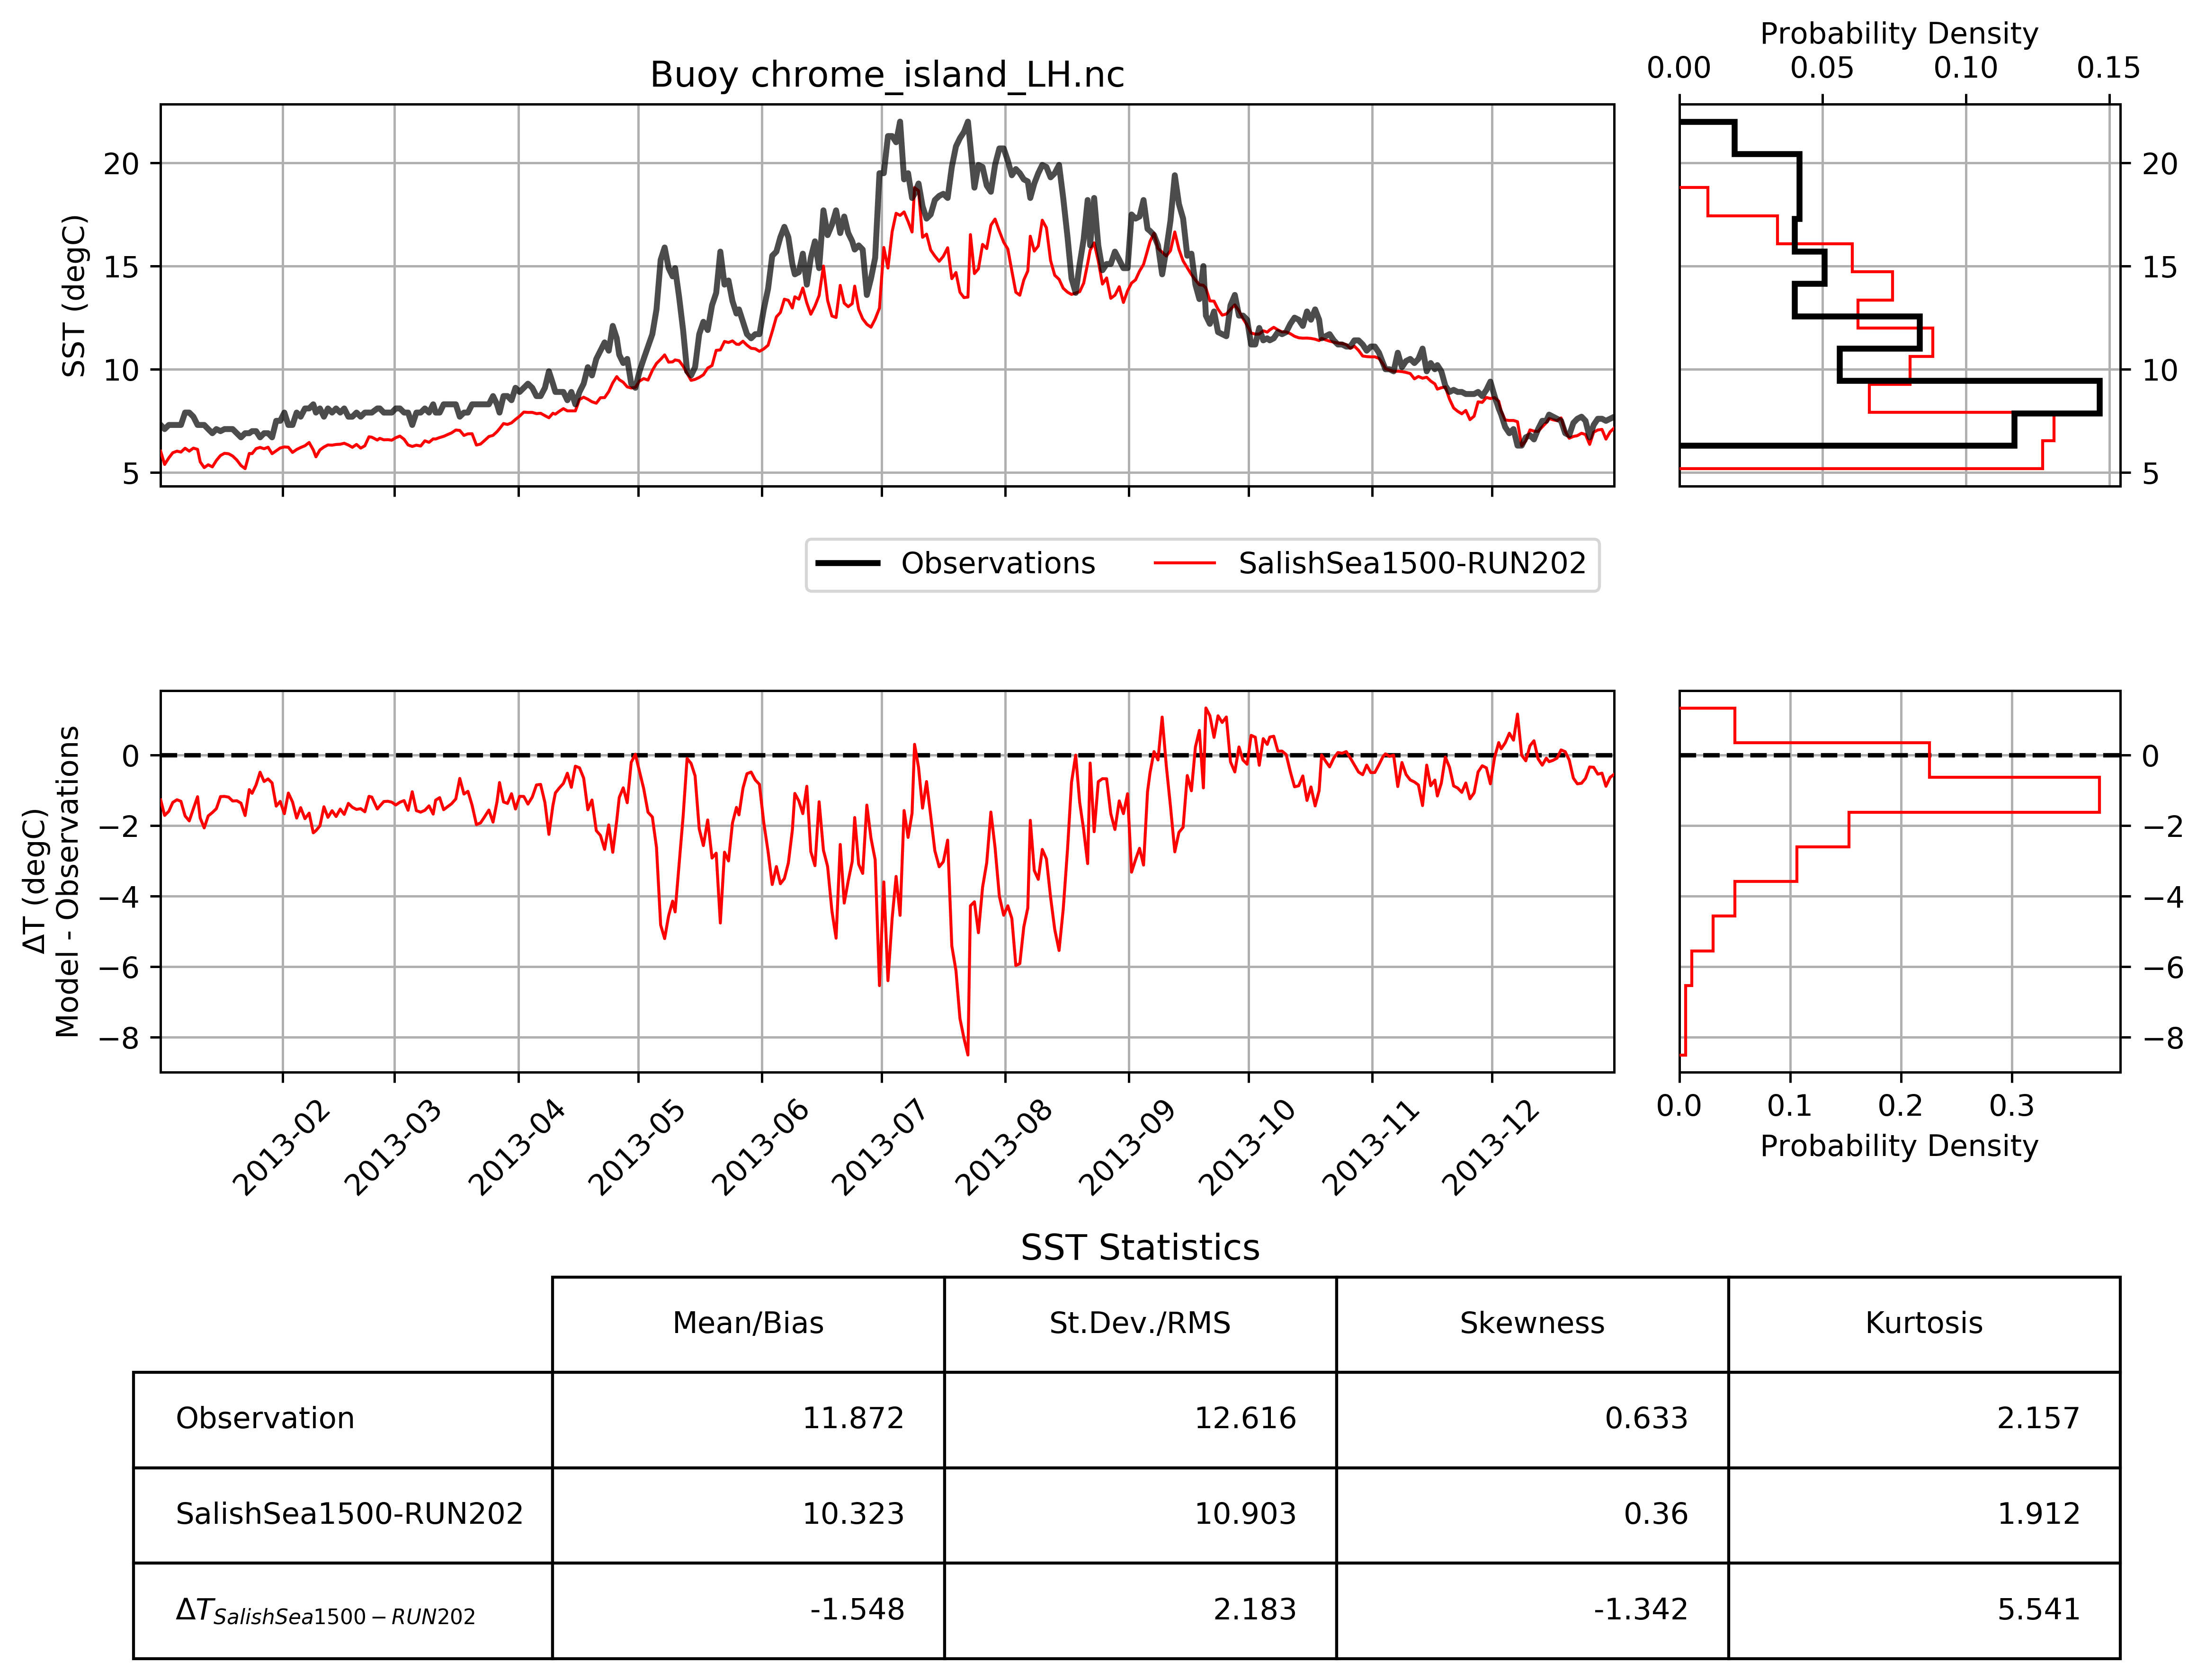 Probability Density
0.00 0.05 0.10 0.15
Buoy chrome_island_LH.nc
SST (degC)
20
15
10
5
20
15
10
5
Observations SalishSea1500-RUN202
ΔT (degC)
Model - Observations
0
−2
−4
−6
−8
0
−2
−4
−6
−8
2013-02 2013-03 2013-04 2013-05 2013-06 2013-07 2013-08 2013-09 2013-10 2013-11 2013-12
0.0 0.1 0.2 0.3
Probability Density
SST Statistics
Mean/Bias St.Dev./RMS Skewness Kurtosis
Observation 11.872 12.616 0.633 2.157
SalishSea1500-RUN202 10.323 10.903 0.36 1.912
ΔT SalishSea1500−RUN202 -1.548 2.183 -1.342 5.541